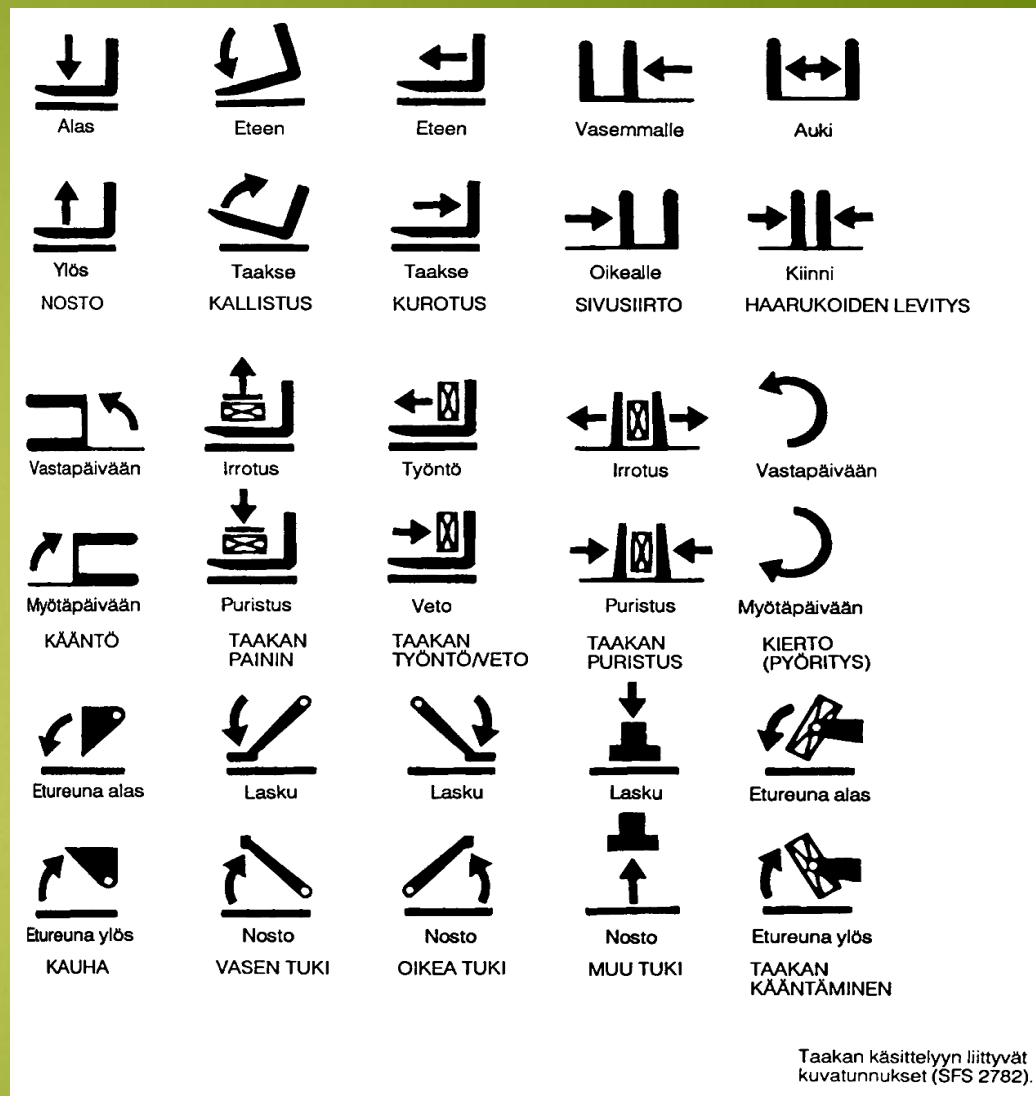 Alas Eteen Eteen Vasemmalle Auki
Ylös Taakse Taakse Oikealle Kiinni
NOSTO KALLISTUS KUROTUS SIVUSIIRTO HAARUKOIDEN LEVITYS
Vastapäivään Irrotus Työntö Irrotus Vastapäivään
Myötäpäivään Puristus Veto Puristus Myötäpäivään
KÄÄNTÖ TAAKAN TAAKAN TAAKAN KIERTO
PAININ TYÖNTÖ/VETO PURISTUS (PYÖRITYS)
Etureuna alas Lasku Lasku Lasku Etureuna alas
Etureuna ylös Nosto Nosto Nosto Etureuna ylös
KAUHA VASEN TUKI OIKEA TUKI MUU TUKI TAAKAN
KÄÄNTÄMINEN
Taakan käsittelyyn liittyvät
kuvatunnukset (SFS 2782).